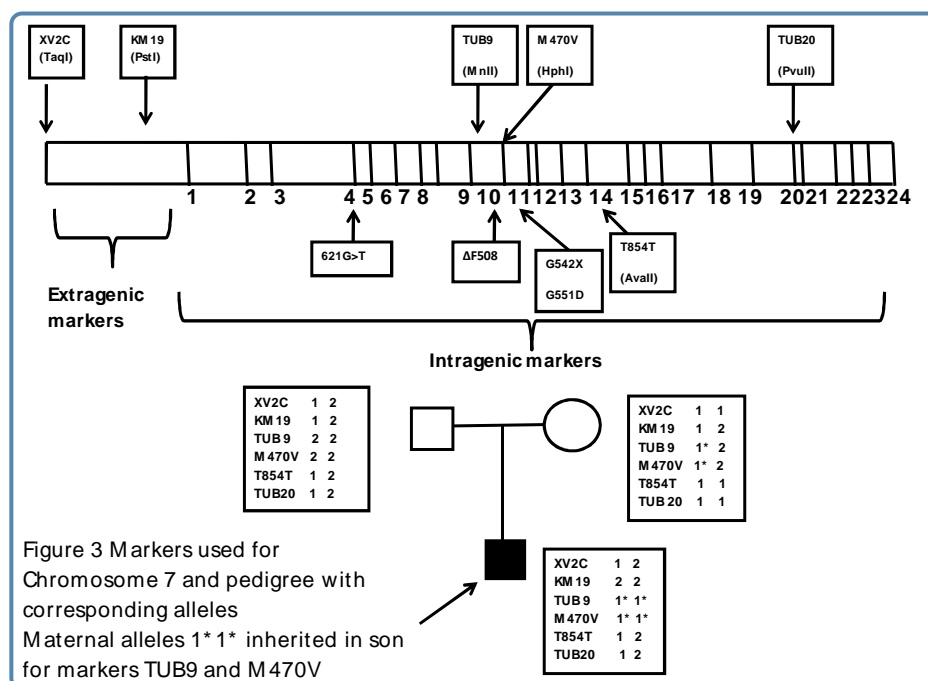 XV2C
(TaqI)
KM19
(PstI)
TUB9
(MnlI)
M470V
(HphI)
TUB20
(PvuII)
1 2 3 4 5 6 7 8 9 10 11 12 13 14 15 16 17 18 19 20 21 22 23 24
621G>T
ΔF508
G542X
G551D
T854T
(AvaII)
Extragenic
markers
Intragenic markers
XV2C 1 2
KM19 1 2
TUB9 2 2
M470V 2 2
T854T 1 2
TUB20 1 2
XV2C 1 1
KM19 1 2
TUB9 1* 2
M470V 1* 2
T854T 1 1
TUB20 1 1
Figure 3 Markers used for
Chromosome 7 and pedigree with
corresponding alleles
Maternal alleles 1* 1* inherited in son
for markers TUB9 and M470V
XV2C 1 2
KM19 2 2
TUB9 1* 1*
M470V 1* 1*
T854T 1 2
TUB20 1 2